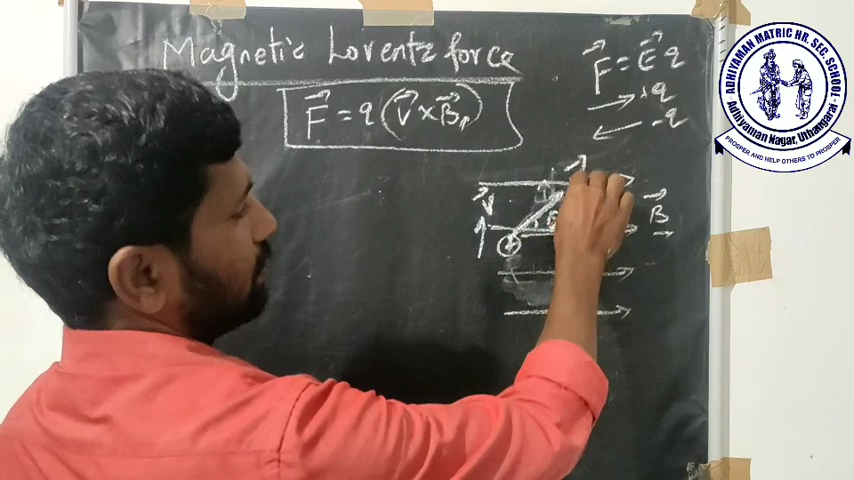 Magnetic Lorentz force
F⃗ = q (V⃗ × B⃗)
F⃗ = E⃗ q
+q
-q
V⃗
B⃗
ADHIYAMAN MATRIC HR. SEC. SCHOOL
Adhiyaman Nagar, Uthangarai
PROSPER AND HELP OTHERS TO PROSPER